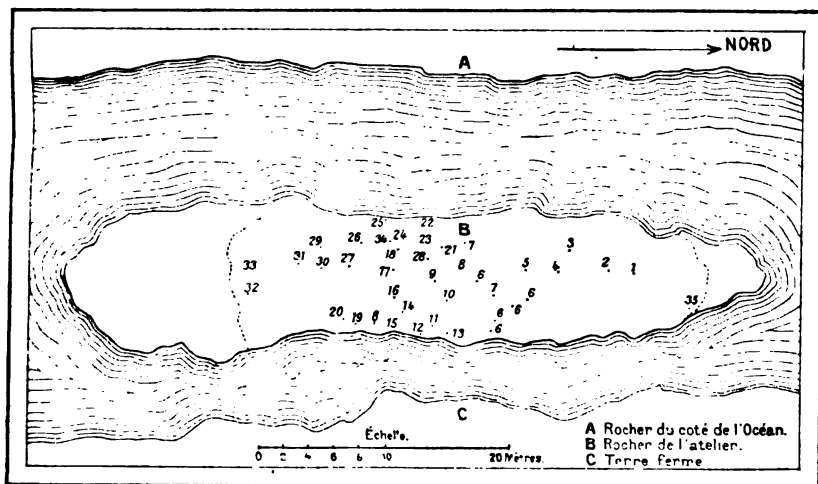 NORD
A
25 22
B
29 26 34 24 23 21 7 3
18 28
33 31 30 27 17 8 5 4 2 1
9 6
32 16 10 7 6
14 6 35
20 19 8 15 11 6
12 13 6
C
A Rocher du coté de l'Océan.
B Rocher de l'atelier.
C Terre ferme
Échelle.
0 2 4 6 8 10 20 Mètres.